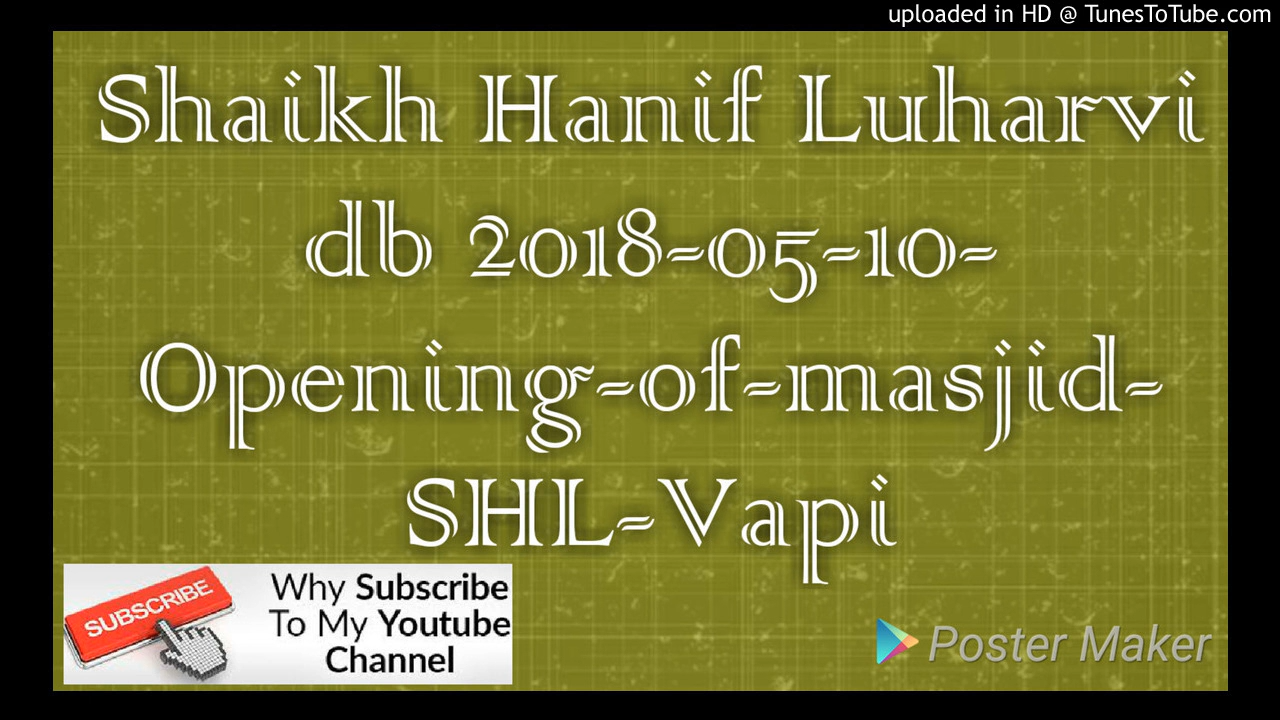 uploaded in HD @ TunesToTube.com
Shaikh Hanif Luharvi
db 2018-05-10-
Opening-of-masjid-
SHL-Vapi
SUBSCRIBE
Why Subscribe
To My Youtube
Channel
Poster Maker